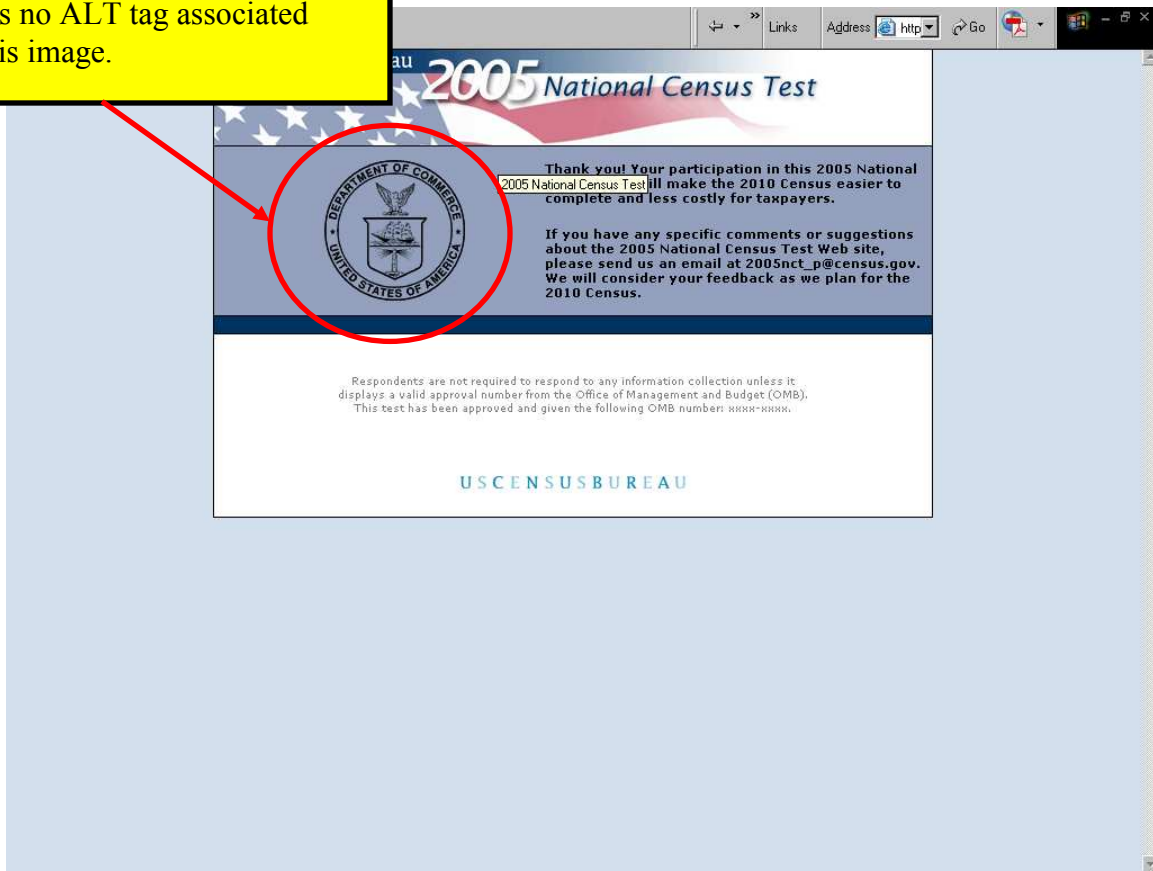 s no ALT tag associated
is image.
» Links Address http Go
au
2005 National Census Test
DEPARTMENT OF COMMERCE
UNITED STATES OF AMERICA
Thank you! Your participation in this 2005 National
2005 National Census Test ill make the 2010 Census easier to
complete and less costly for taxpayers.
If you have any specific comments or suggestions
about the 2005 National Census Test Web site,
please send us an email at 2005nct_p@census.gov.
We will consider your feedback as we plan for the
2010 Census.
Respondents are not required to respond to any information collection unless it
displays a valid approval number from the Office of Management and Budget (OMB).
This test has been approved and given the following OMB number: xxxx-xxxx.
USCENSUSBUREAU